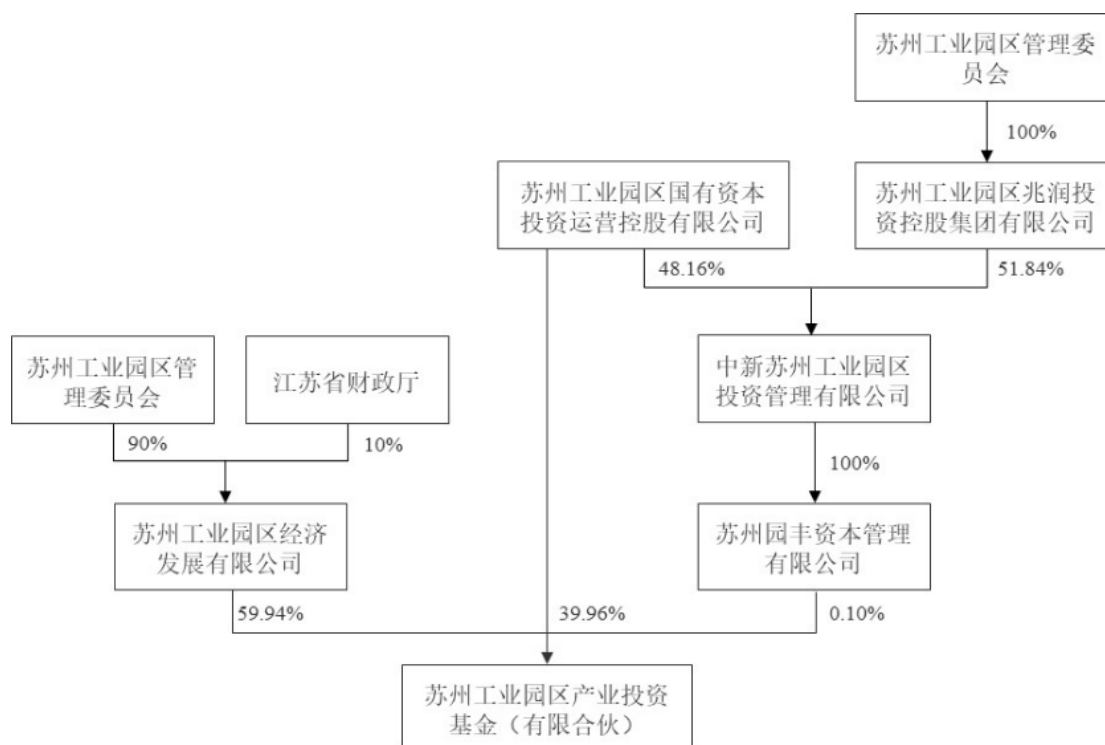 苏州工业园区管理委
员会
100%
苏州工业园区国有资本
投资运营控股有限公司
苏州工业园区兆润投
资控股集团有限公司
48.16%
51.84%
苏州工业园区管
理委员会
江苏省财政厅
中新苏州工业园区
投资管理有限公司
90%
10%
100%
苏州工业园区经济
发展有限公司
苏州园丰资本管理
有限公司
59.94%
39.96%
0.10%
苏州工业园区产业投资
基金（有限合伙）